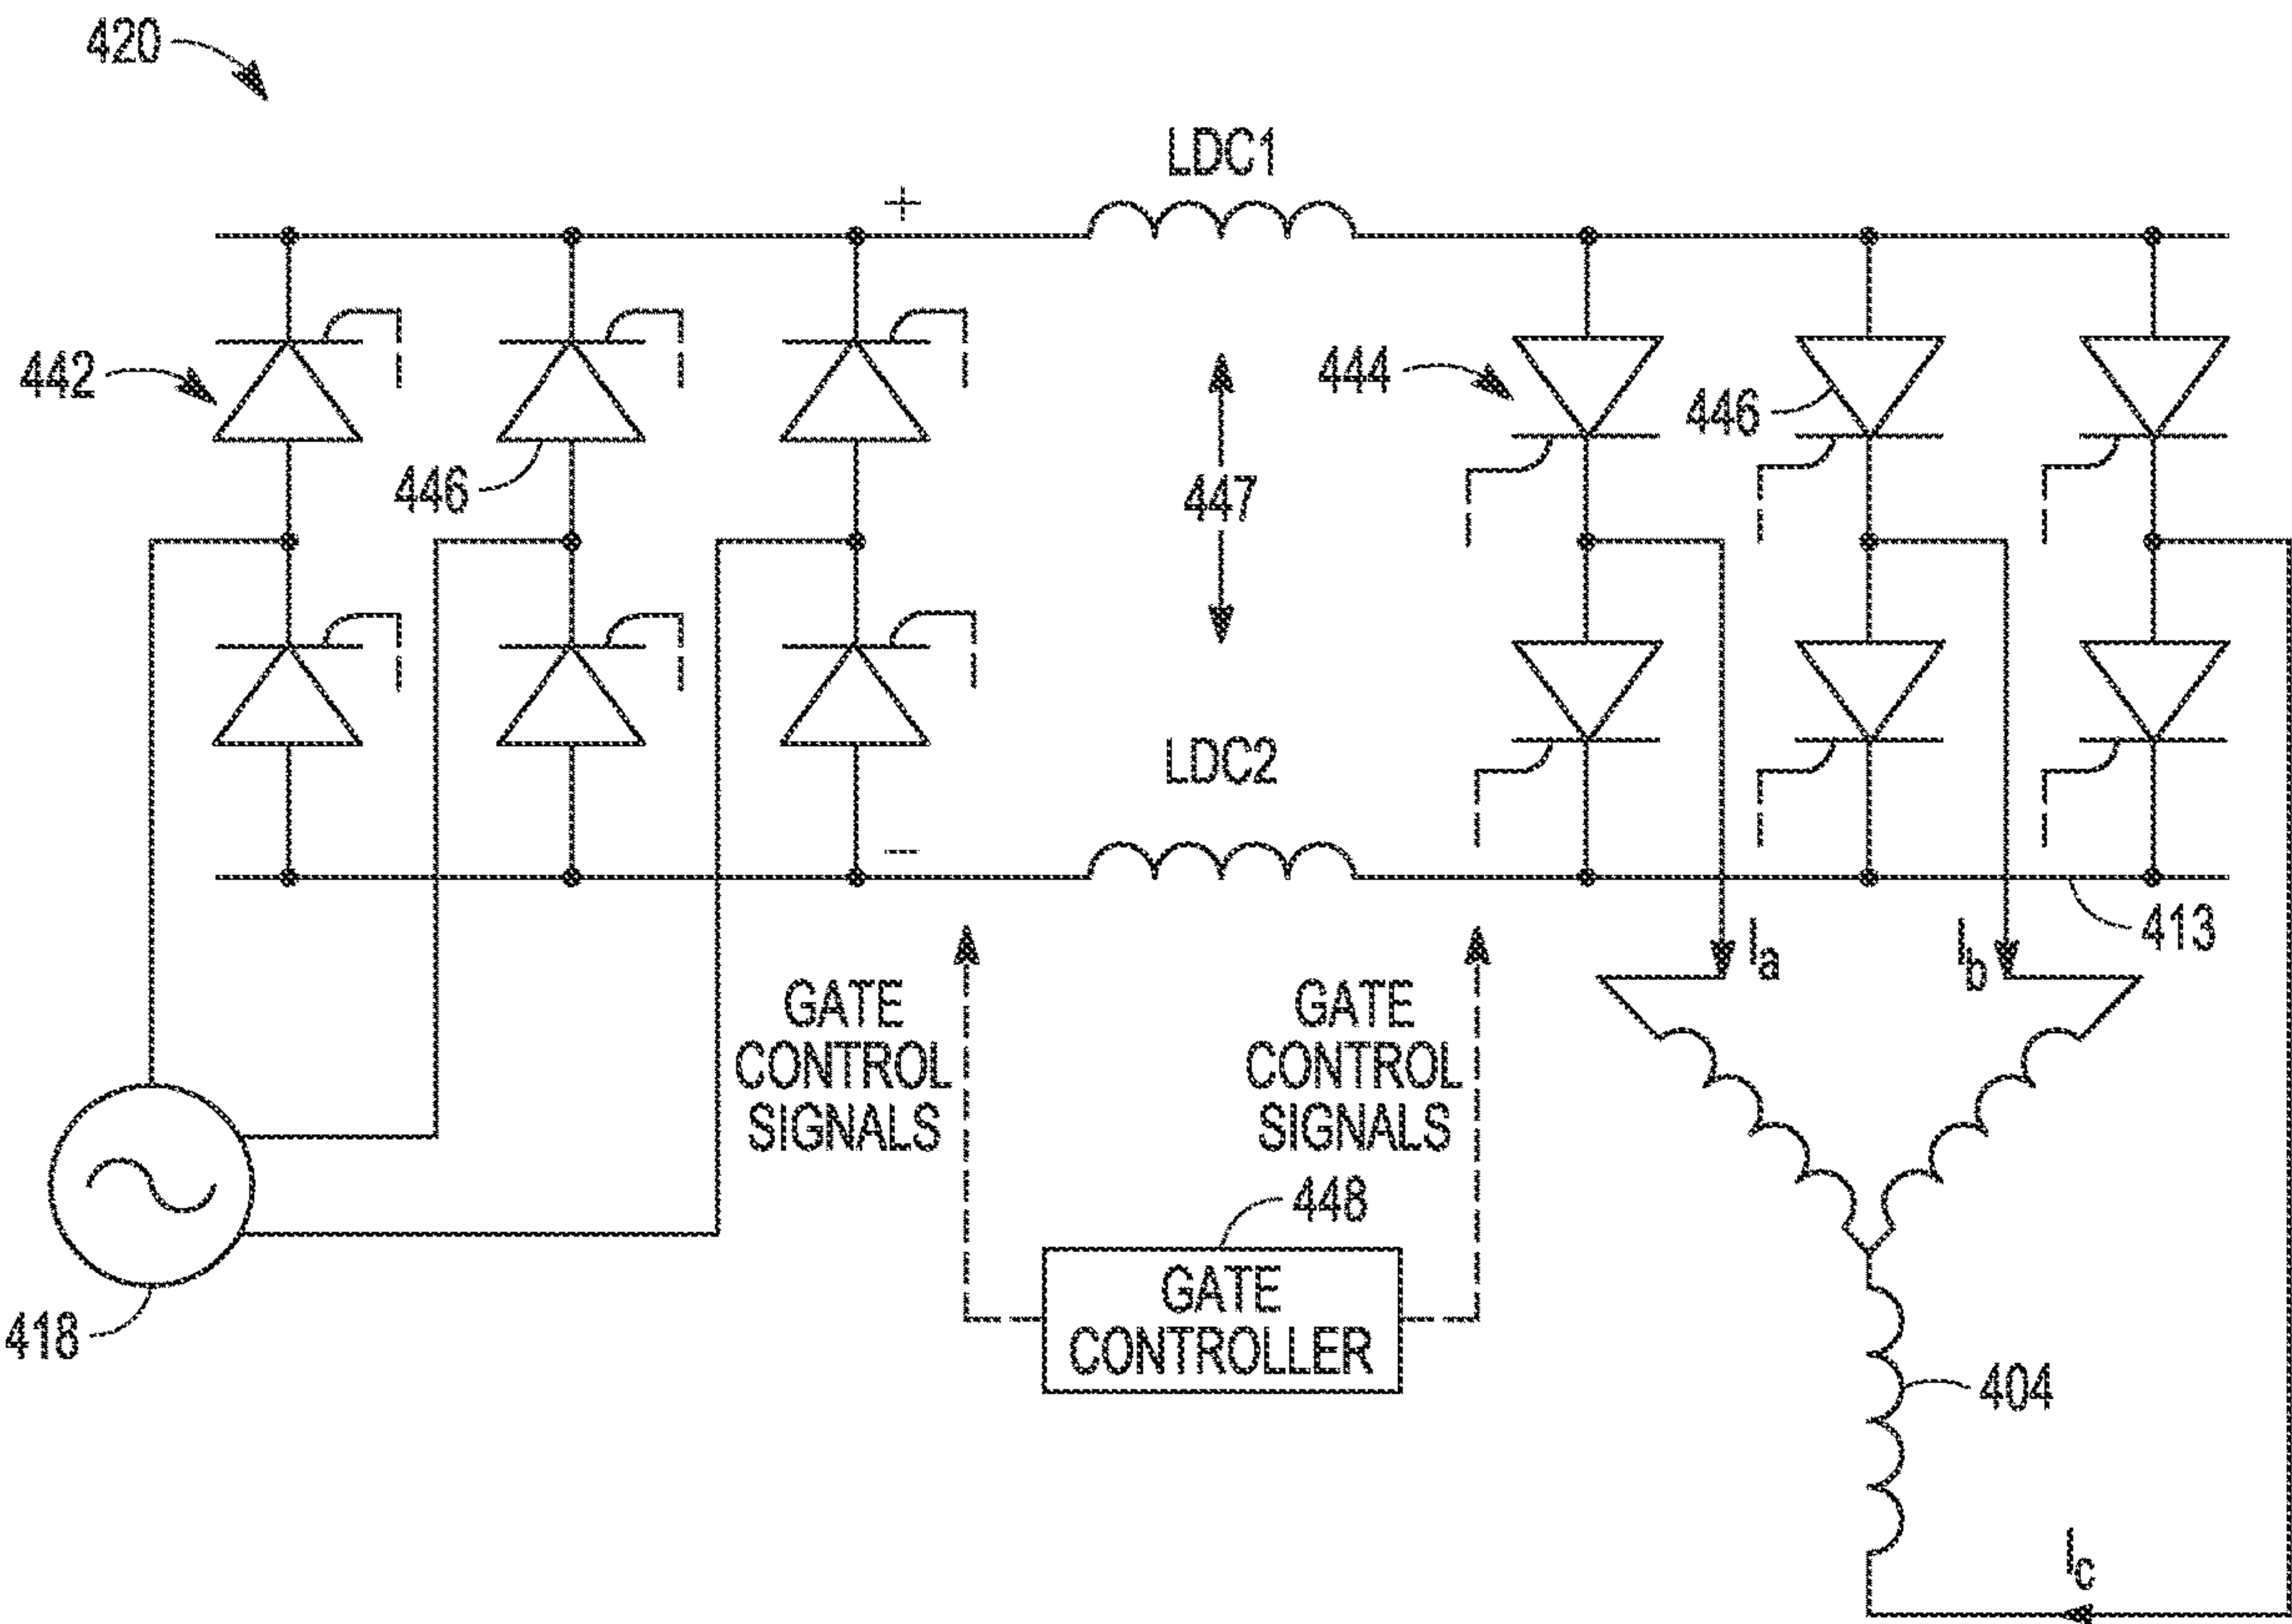 420
LDC1
+
442
444
446
446
447
LDC2
−
413
Ia
Ib
GATE
CONTROL
SIGNALS
GATE
CONTROL
SIGNALS
448
GATE
CONTROLLER
418
404
Ic